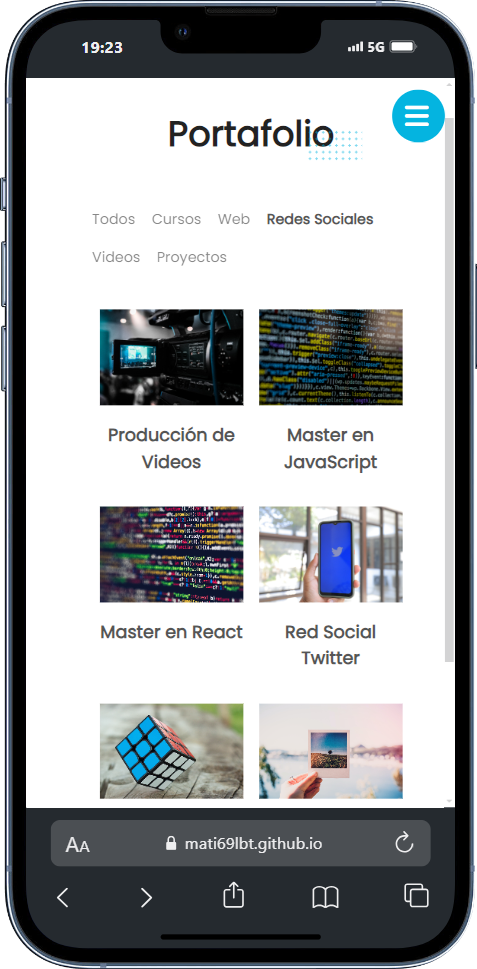 19:23
5G
Portafolio
Todos Cursos Web Redes Sociales
Videos Proyectos
Producción de
Videos
Master en
JavaScript
Master en React
Red Social
Twitter
AA
mati69lbt.github.io